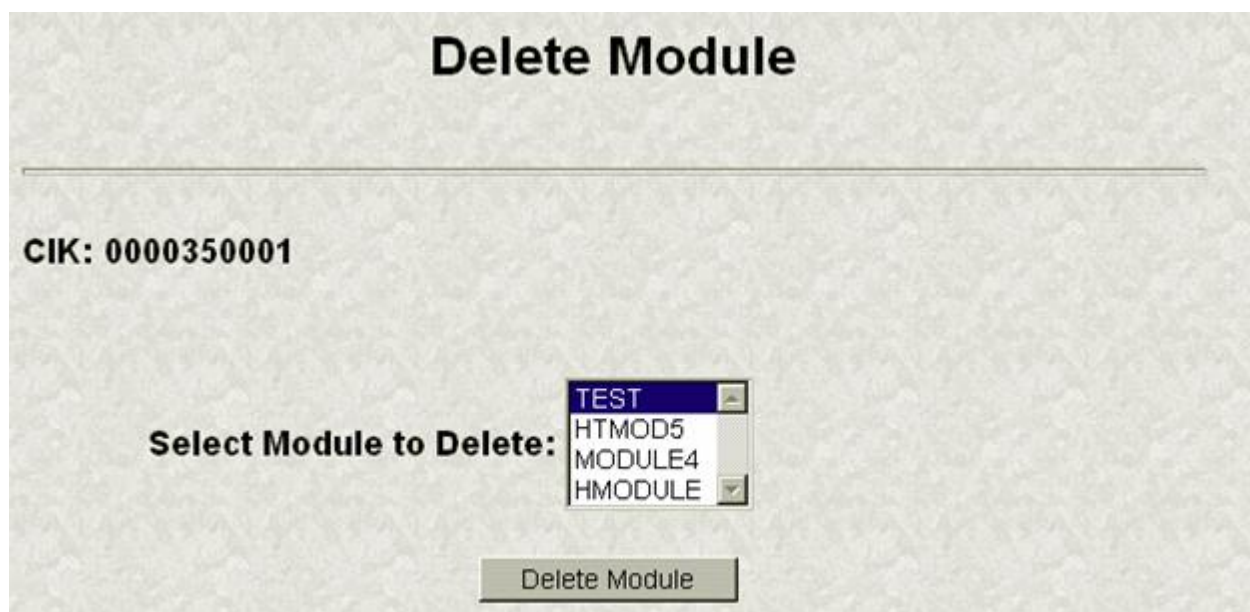 Delete Module
CIK: 0000350001
Select Module to Delete:
TEST
HTMOD5
MODULE4
HMODULE
Delete Module